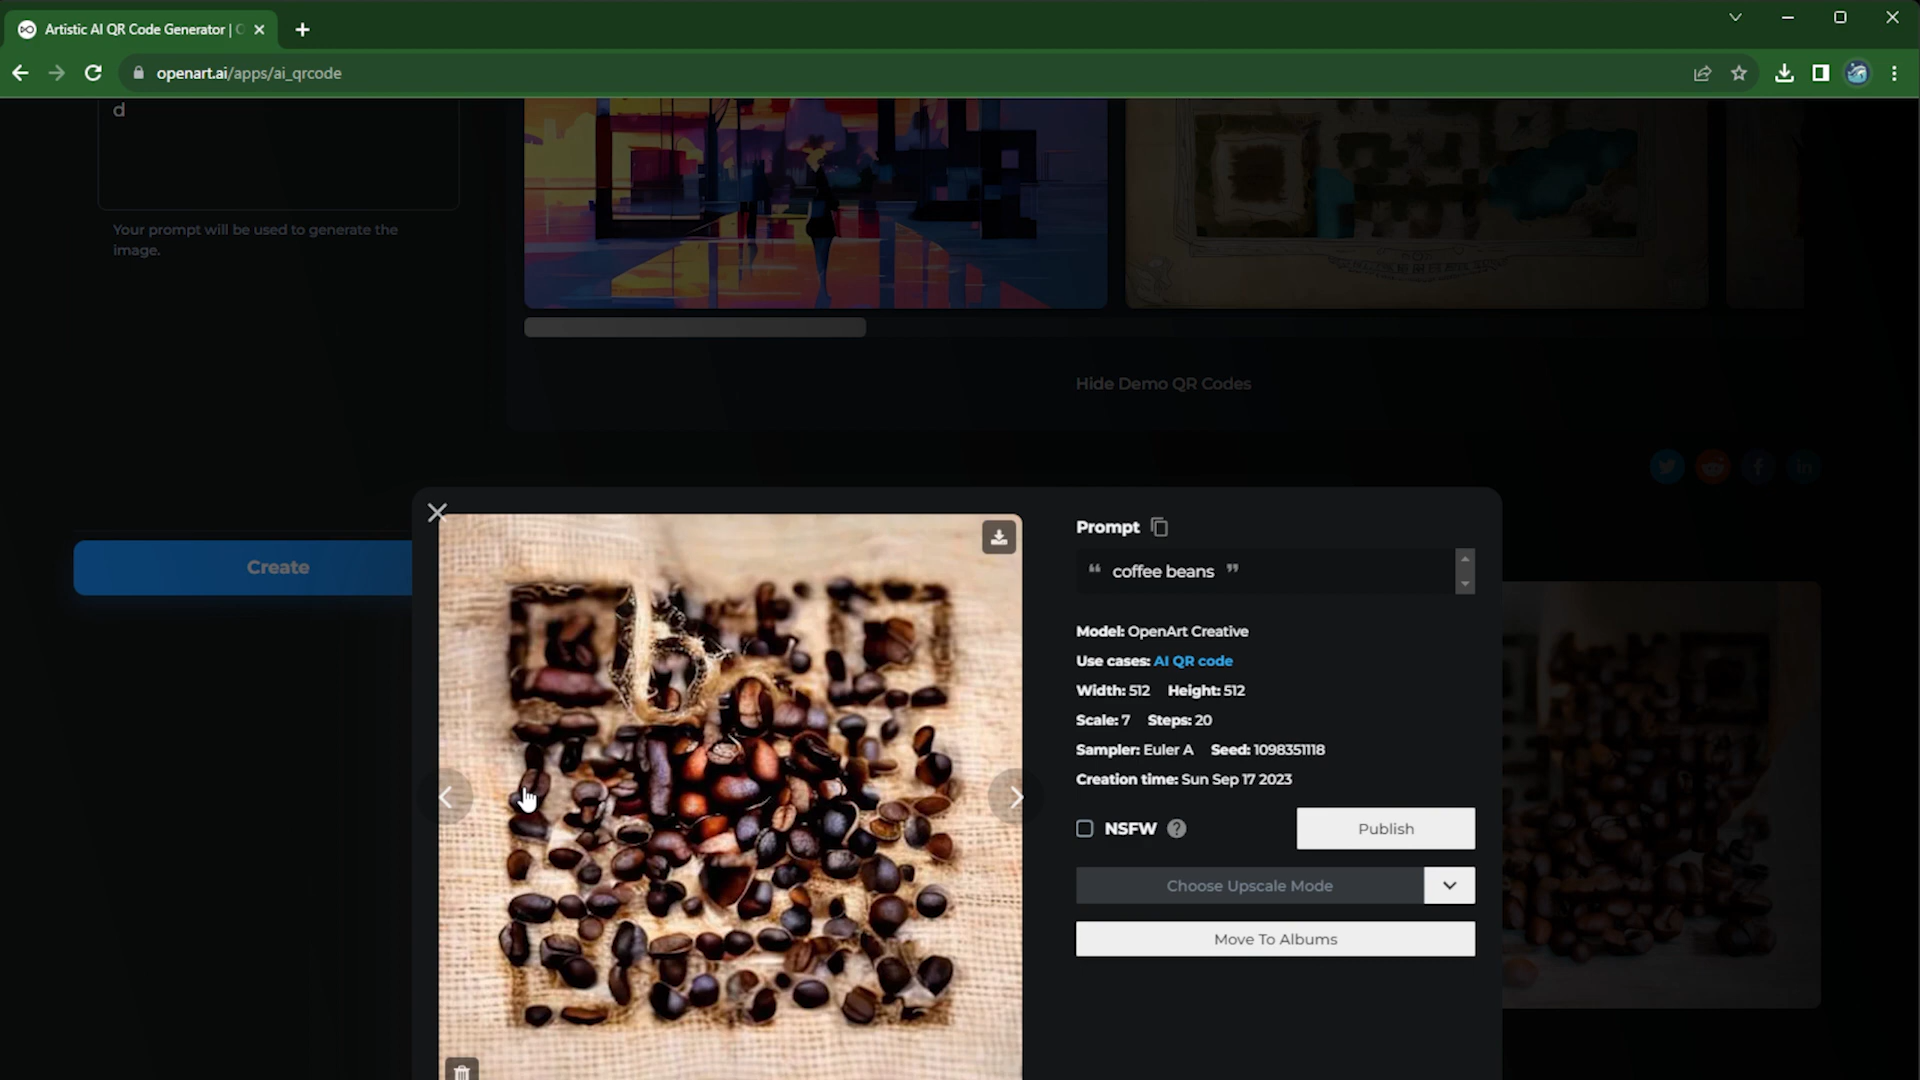 Artistic AI QR Code Generator |
openart.ai/apps/ai_qrcode
d
Your prompt will be used to generate the
image.
Hide Demo QR Codes
Create
Prompt
“ coffee beans ”
Model: OpenArt Creative
Use cases: AI QR code
Width: 512 Height: 512
Scale: 7 Steps: 20
Sampler: Euler A Seed: 1098351118
Creation time: Sun Sep 17 2023
NSFW ?
Publish
Choose Upscale Mode
Move To Albums